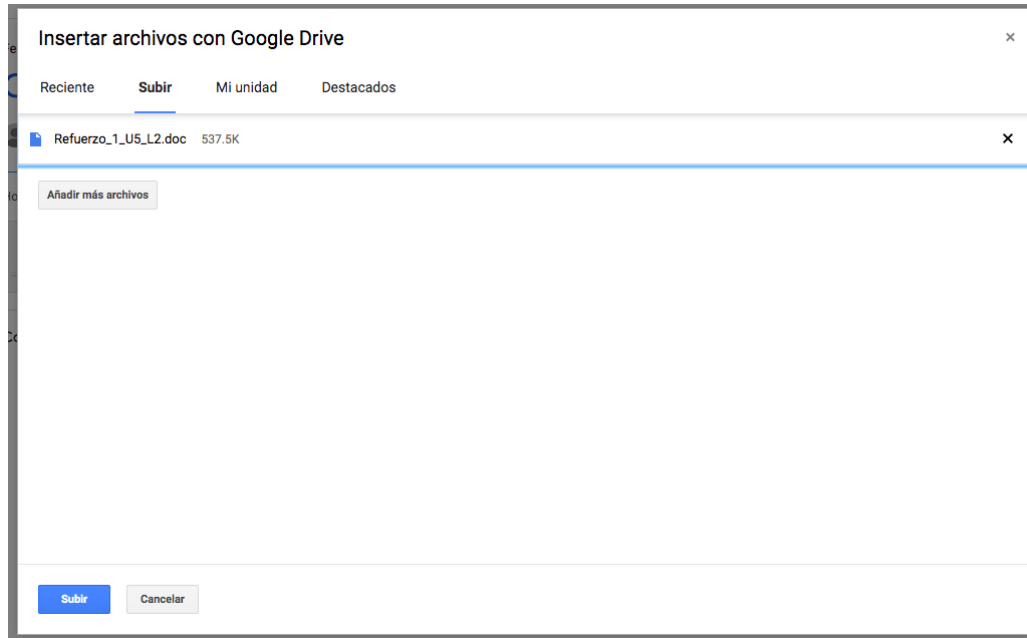 Insertar archivos con Google Drive
Reciente Subir Mi unidad Destacados
Refuerzo_1_U5_L2.doc 537.5K
Añadir más archivos
Subir Cancelar